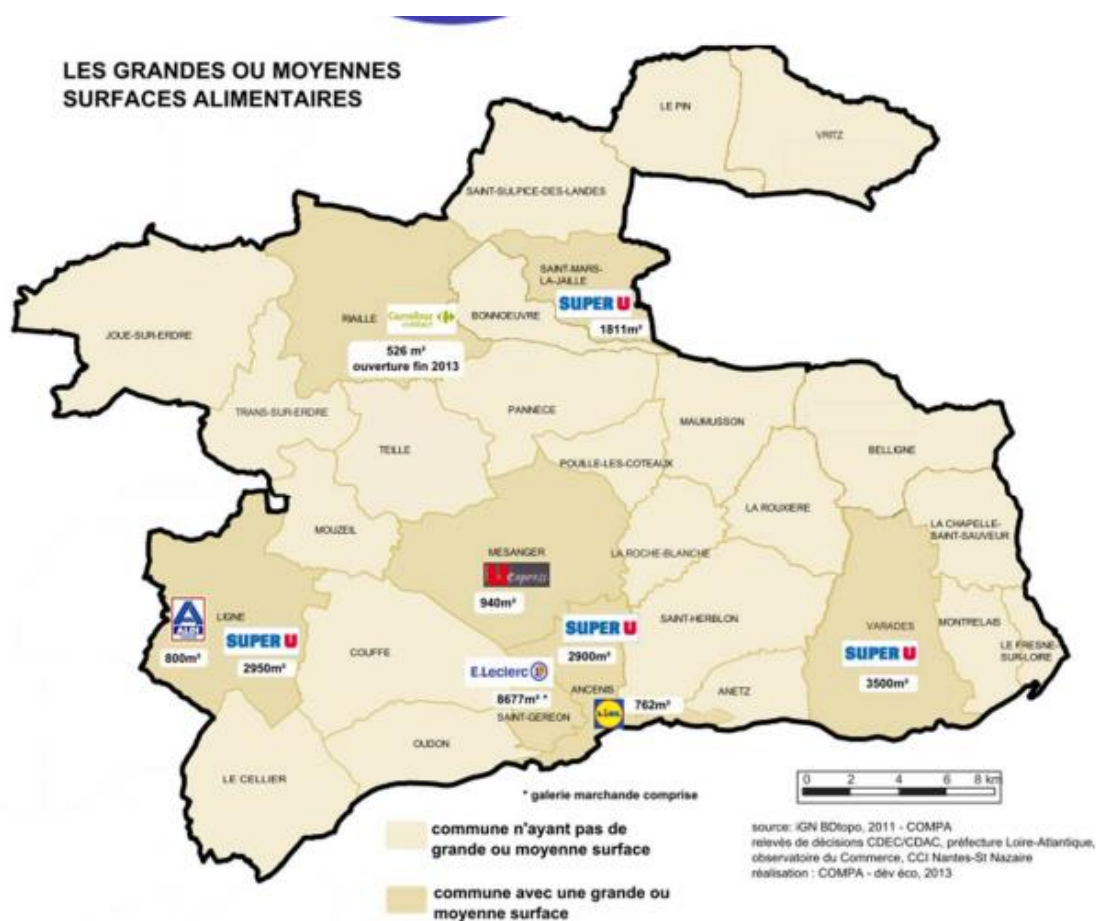 LES GRANDES OU MOYENNES
SURFACES ALIMENTAIRES
LE PIN
VRITZ
SAINT-SULPICE-DES-LANDES
SAINT-MARS-
LA-JAILLE
SUPER U
1811m²
RIAILLE
Carrefour
contact
BONNOEUVRE
JOUE-SUR-ERDRE
526 m²
ouverture fin 2013
TRANS-SUR-ERDRE
PANNECE
MAUMUSSON
TEILLE
BELLIGNE
POUILLE-LES-COTEAUX
LA ROUXIERE
MOUZEIL
LA CHAPELLE-
SAINT-SAUVEUR
MESANGER
LA ROCHE-BLANCHE
U express
940m²
LIGNE
ALDI
800m²
SUPER U
2950m²
COUFFE
SUPER U
2900m²
SAINT-HERBLON
VARADES
SUPER U
3500m²
MONTRELAIS
LE FRESNE-
SUR-LOIRE
E.Leclerc
8677m² *
ANCENIS
762m²
ANETZ
SAINT-GEREON
OUDON
LE CELLIER
0 2 4 6 8 km
* galerie marchande comprise
commune n'ayant pas de
grande ou moyenne surface
commune avec une grande ou
moyenne surface
source: iGN BDtopo, 2011 - COMPA
relevés de décisions CDEC/CDAC, préfecture Loire-Atlantique,
observatoire du Commerce, CCI Nantes-St Nazaire
réalisation : COMPA - dév éco, 2013